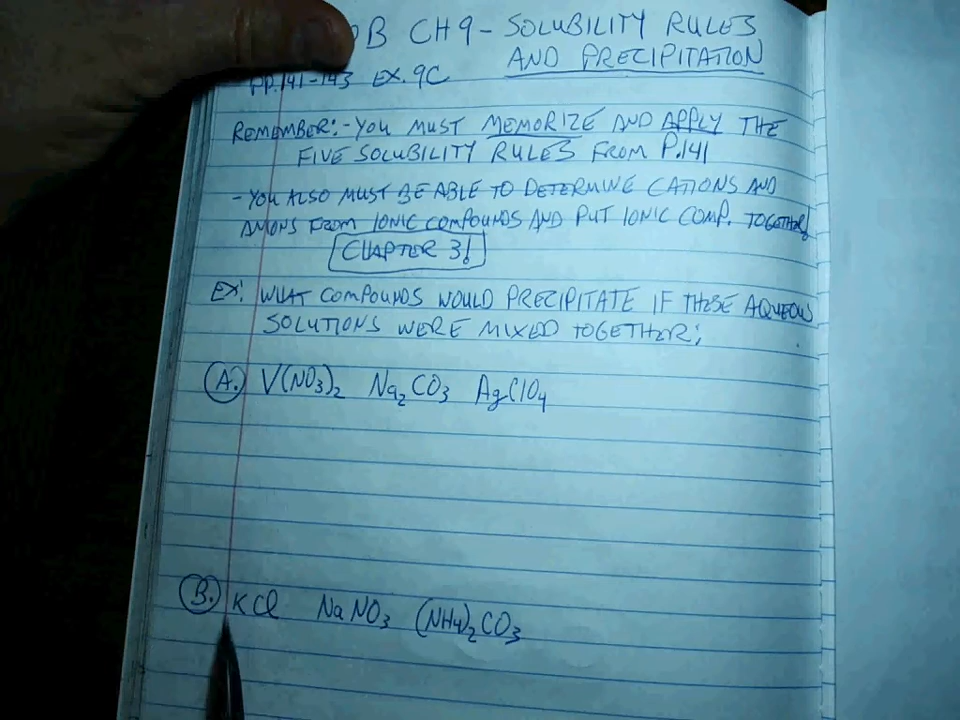 CH 9 - SOLUBILITY RULES
AND PRECIPITATION
PP. 141-143 EX. 9C
REMEMBER: - YOU MUST MEMORIZE AND APPLY THE
FIVE SOLUBILITY RULES FROM P.141
- YOU ALSO MUST BE ABLE TO DETERMINE CATIONS AND
ANIONS FROM IONIC COMPOUNDS AND PUT IONIC COMP. TOGETHER!
CHAPTER 3!
EX: WHAT COMPOUNDS WOULD PRECIPITATE IF THESE AQUEOUS
SOLUTIONS WERE MIXED TOGETHER:
A. V(NO3)2 Na2CO3 AgClO4
B. KCl NaNO3 (NH4)2CO3